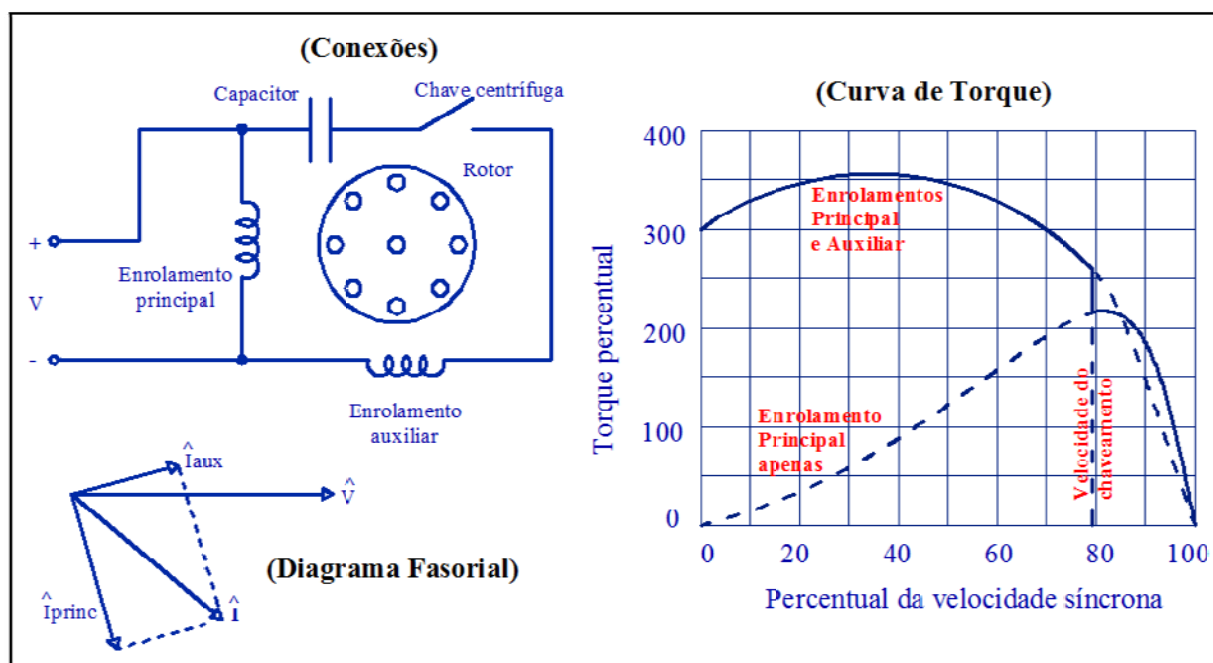 (Conexões)
Capacitor
Chave centrífuga
Rotor
+
Enrolamento
principal
V
-
Enrolamento
auxiliar
Îaux
V̂
Îprinc
Î
(Diagrama Fasorial)
(Curva de Torque)
400
300
200
100
0
Torque percentual
Enrolamentos
Principal
e Auxiliar
Enrolamento
Principal
apenas
Velocidade do
chaveamento
0 20 40 60 80 100
Percentual da velocidade síncrona